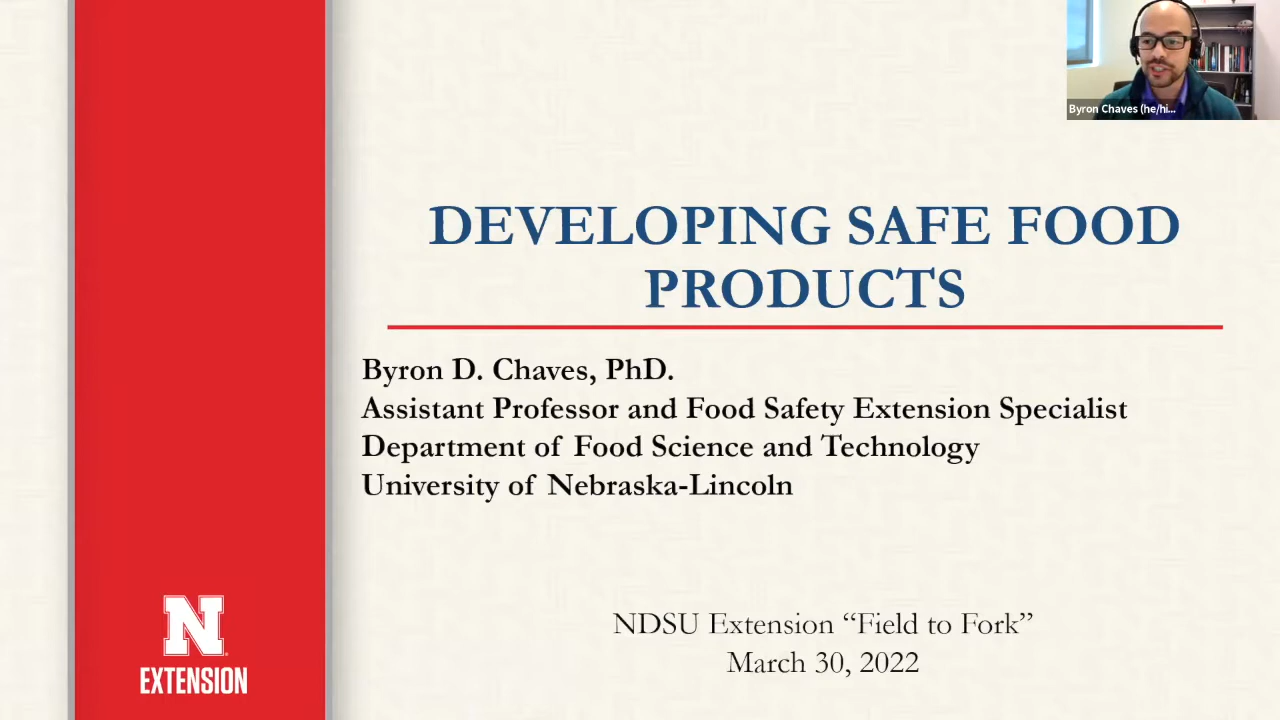 Byron Chaves (he/hi...
DEVELOPING SAFE FOOD
PRODUCTS
Byron D. Chaves, PhD.
Assistant Professor and Food Safety Extension Specialist
Department of Food Science and Technology
University of Nebraska-Lincoln
NDSU Extension “Field to Fork”
March 30, 2022
N
EXTENSION